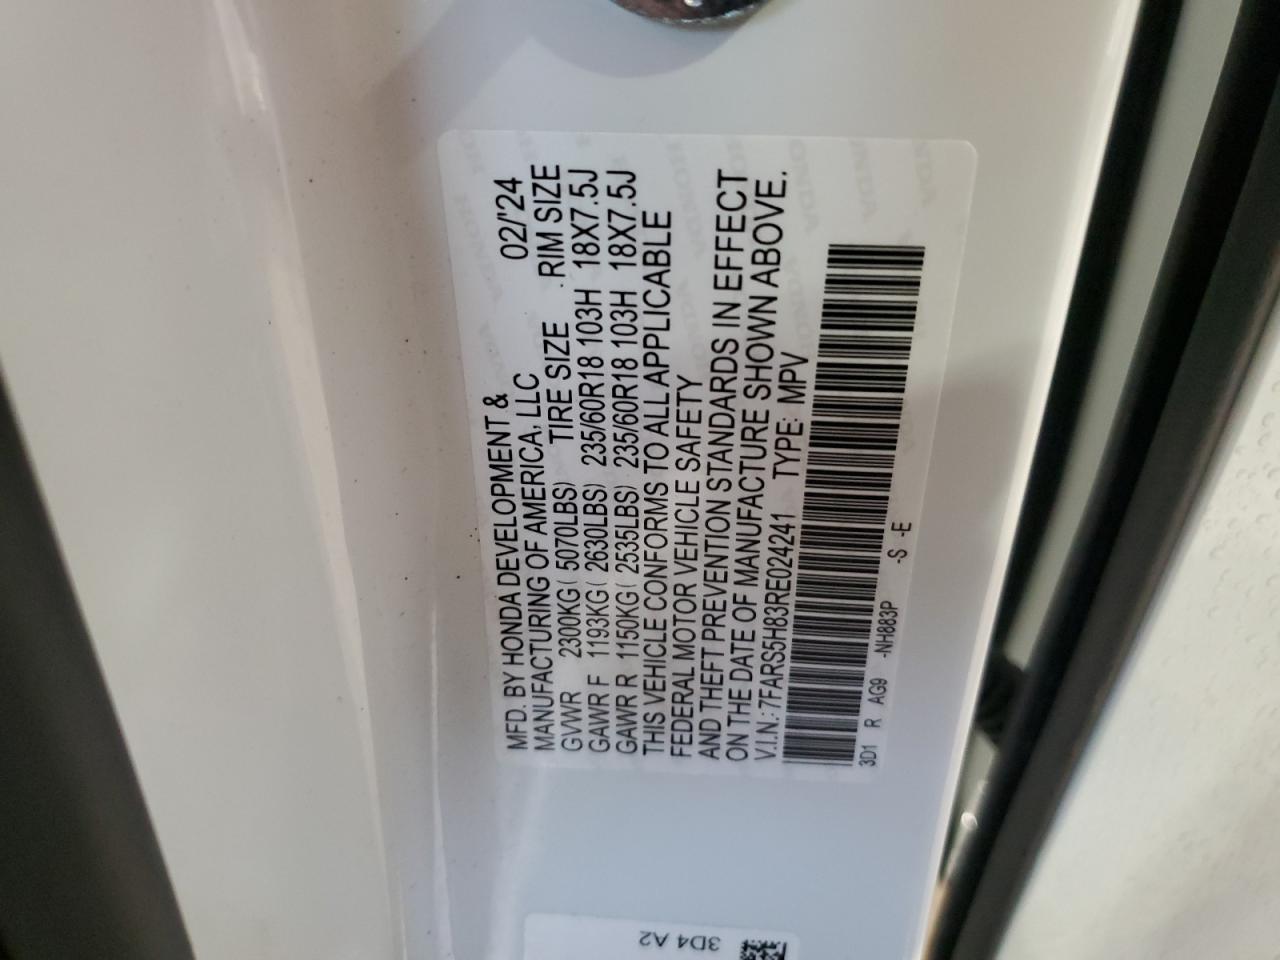 MFD. BY HONDA DEVELOPMENT &
MANUFACTURING OF AMERICA, LLC 02/'24
GVWR 2300KG( 5070LBS) TIRE SIZE RIM SIZE
GAWR F 1193KG( 2630LBS) 235/60R18 103H 18X7.5J
GAWR R 1150KG( 2535LBS) 235/60R18 103H 18X7.5J
THIS VEHICLE CONFORMS TO ALL APPLICABLE
FEDERAL MOTOR VEHICLE SAFETY
AND THEFT PREVENTION STANDARDS IN EFFECT
ON THE DATE OF MANUFACTURE SHOWN ABOVE.
V.I.N.: 7FARS5H83RE024241 TYPE: MPV
3D1 R AG9 -NH883P -S -E
3D4 A2